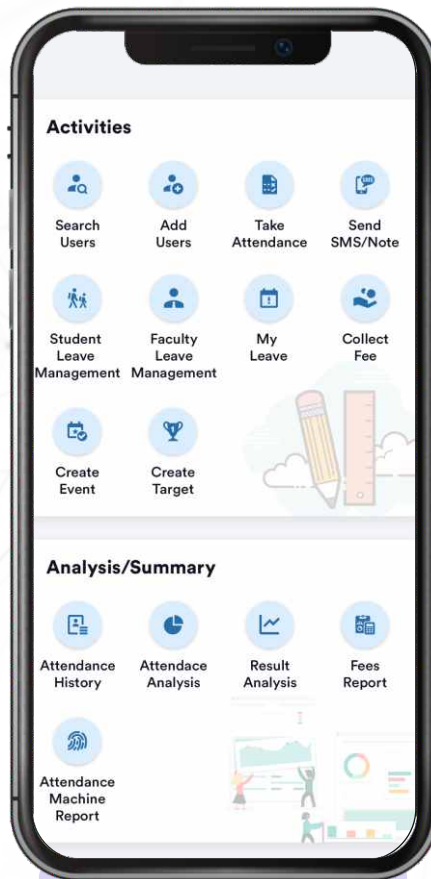 Activities
Search
Users
Add
Users
Take
Attendance
Send
SMS/Note
Student
Leave
Management
Faculty
Leave
Management
My
Leave
Collect
Fee
Create
Event
Create
Target
Analysis/Summary
Attendance
History
Attendace
Analysis
Result
Analysis
Fees
Report
Attendance
Machine
Report